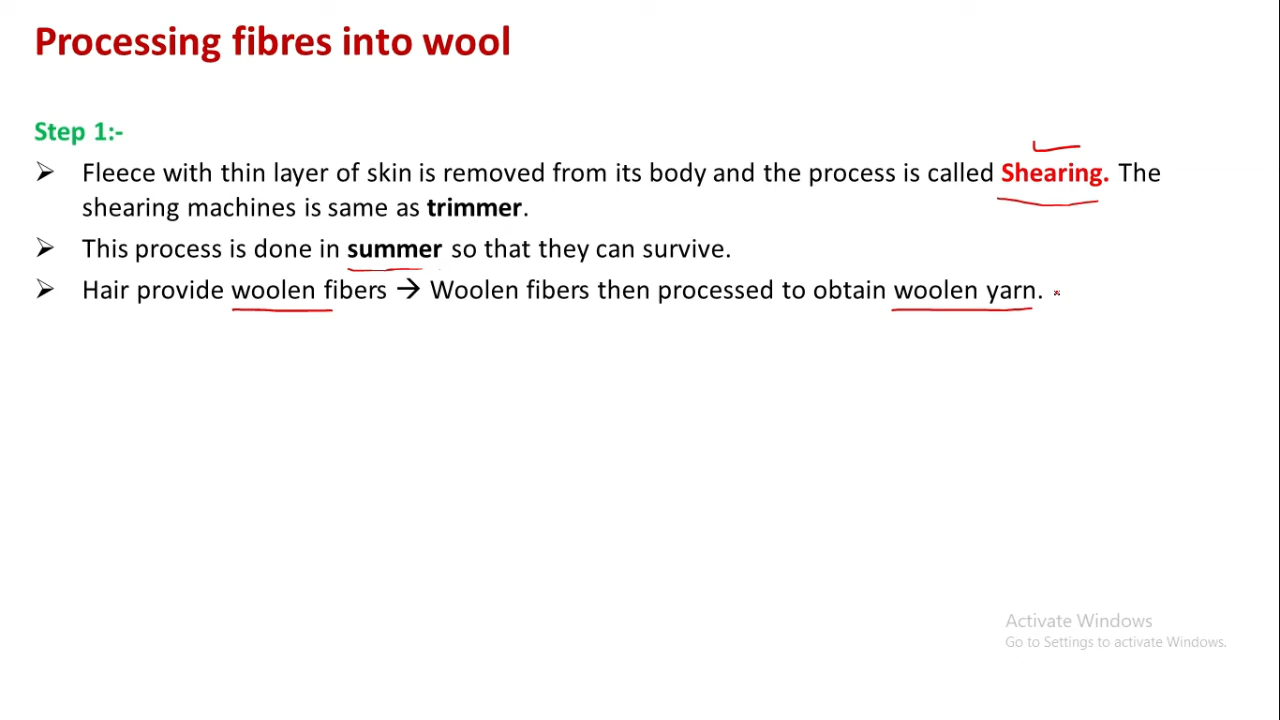 Processing fibres into wool
Step 1:-
➢ Fleece with thin layer of skin is removed from its body and the process is called Shearing. The
shearing machines is same as trimmer.
➢ This process is done in summer so that they can survive.
➢ Hair provide woolen fibers → Woolen fibers then processed to obtain woolen yarn.
Activate Windows
Go to Settings to activate Windows.